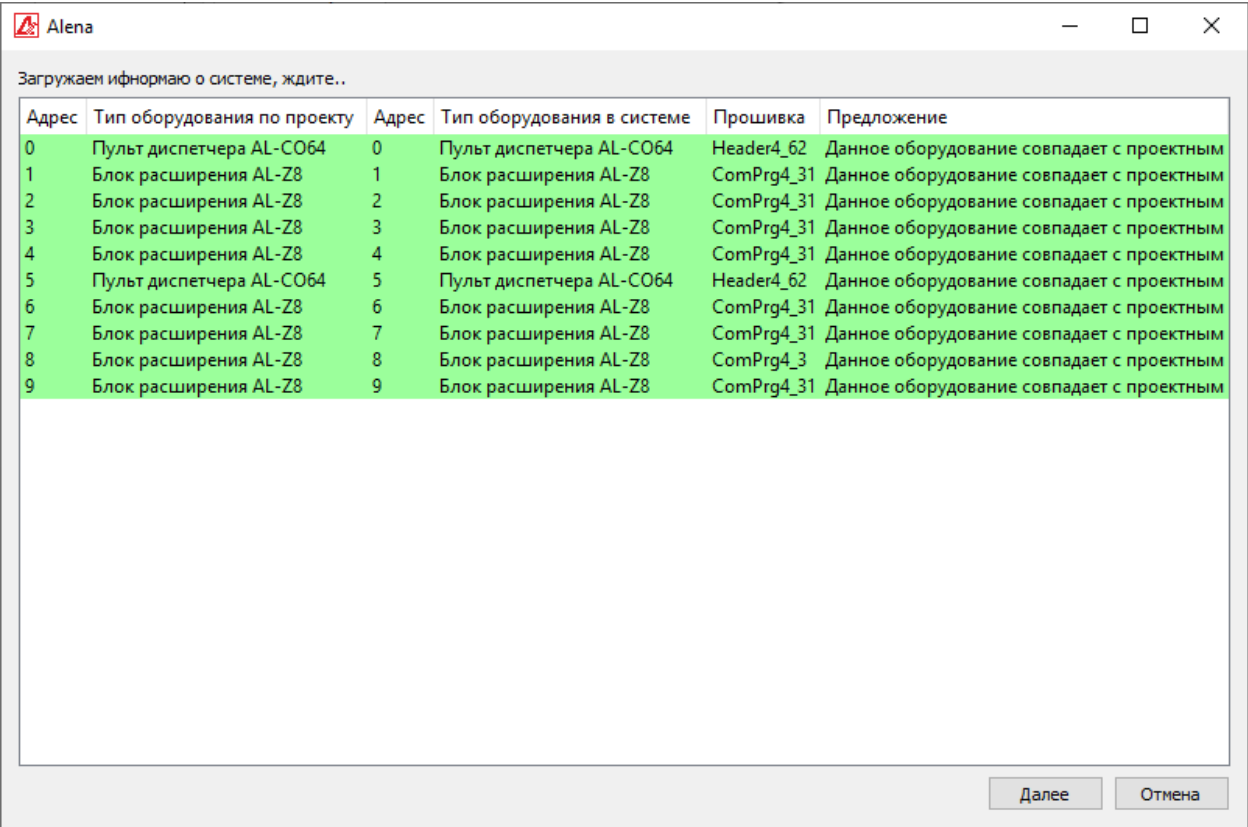 Alena
Загружаем ифнормаю о системе, ждите..
Адрес Тип оборудования по проекту Адрес Тип оборудования в системе Прошивка Предложение
0 Пульт диспетчера AL-CO64 0 Пульт диспетчера AL-CO64 Header4_62 Данное оборудование совпадает с проектным
1 Блок расширения AL-Z8 1 Блок расширения AL-Z8 ComPrg4_31 Данное оборудование совпадает с проектным
2 Блок расширения AL-Z8 2 Блок расширения AL-Z8 ComPrg4_31 Данное оборудование совпадает с проектным
3 Блок расширения AL-Z8 3 Блок расширения AL-Z8 ComPrg4_31 Данное оборудование совпадает с проектным
4 Блок расширения AL-Z8 4 Блок расширения AL-Z8 ComPrg4_31 Данное оборудование совпадает с проектным
5 Пульт диспетчера AL-CO64 5 Пульт диспетчера AL-CO64 Header4_62 Данное оборудование совпадает с проектным
6 Блок расширения AL-Z8 6 Блок расширения AL-Z8 ComPrg4_31 Данное оборудование совпадает с проектным
7 Блок расширения AL-Z8 7 Блок расширения AL-Z8 ComPrg4_31 Данное оборудование совпадает с проектным
8 Блок расширения AL-Z8 8 Блок расширения AL-Z8 ComPrg4_3 Данное оборудование совпадает с проектным
9 Блок расширения AL-Z8 9 Блок расширения AL-Z8 ComPrg4_31 Данное оборудование совпадает с проектным
Далее Отмена